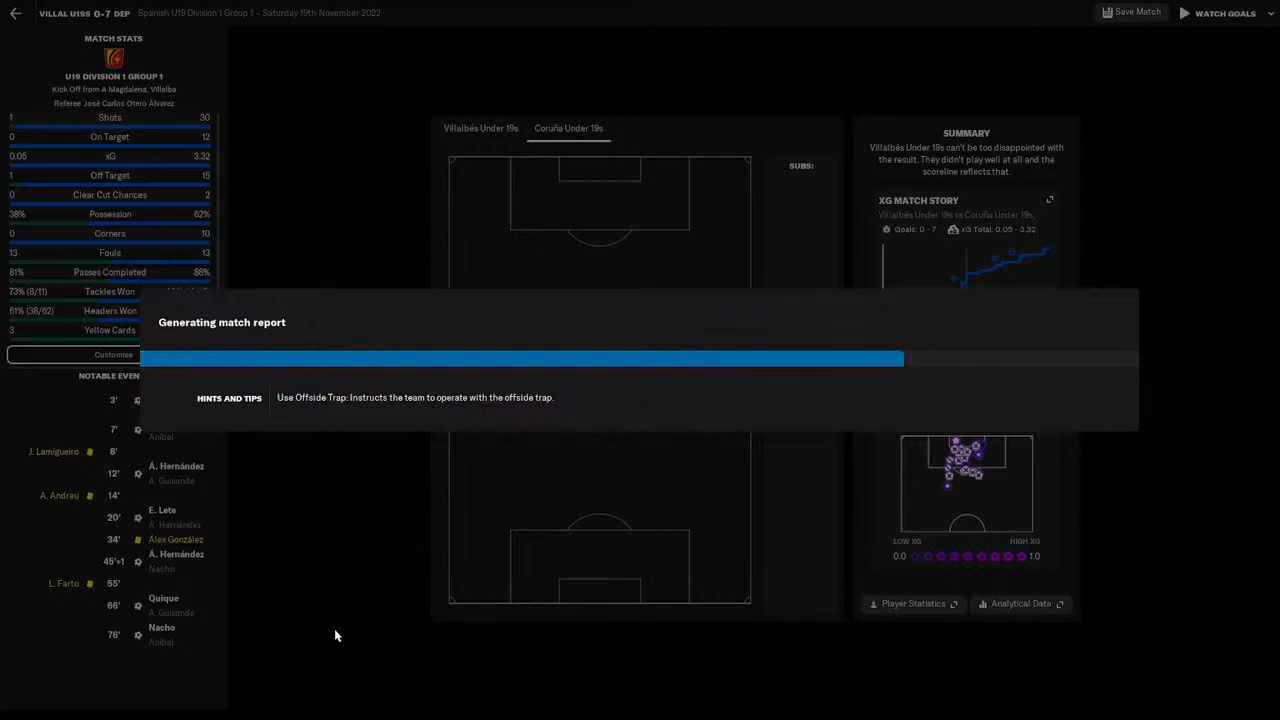 VILLAL U19S 0-7 DEP
Spanish U19 Division 1 Group 1 - Saturday 19th November 2022
Save Match
WATCH GOALS
MATCH STATS
U19 DIVISION 1 GROUP 1
Kick Off from A Magdalena, Villalba
Referee José Carlos Otero Álvarez
1 Shots 30
0 On Target 12
0.05 xG 3.32
1 Off Target 15
0 Clear Cut Chances 2
38% Possession 62%
0 Corners 10
13 Fouls 13
81% Passes Completed 88%
73% (8/11) Tackles Won
61% (38/62) Headers Won
3 Yellow Cards
Customise
NOTABLE EVEN
3'
7'
Aníbal
J. Lamigueiro 8'
12' Á. Hernández
A. Guisande
A. Andreu 14'
20' E. Lete
Á. Hernández
34' Álex González
45'+1 Á. Hernández
Nacho
L. Farto 55'
66' Quique
A. Guisande
76' Nacho
Aníbal
Villalbés Under 19s
Coruña Under 19s
SUBS:
Generating match report
HINTS AND TIPS
Use Offside Trap: Instructs the team to operate with the offside trap.
SUMMARY
Villalbés Under 19s can't be too disappointed with
the result. They didn't play well at all and the
scoreline reflects that.
XG MATCH STORY
Villalbés Under 19s vs Coruña Under 19s,
Goals: 0 - 7
xG Total: 0.05 - 3.32
LOW XG
HIGH XG
0.0
1.0
Player Statistics
Analytical Data